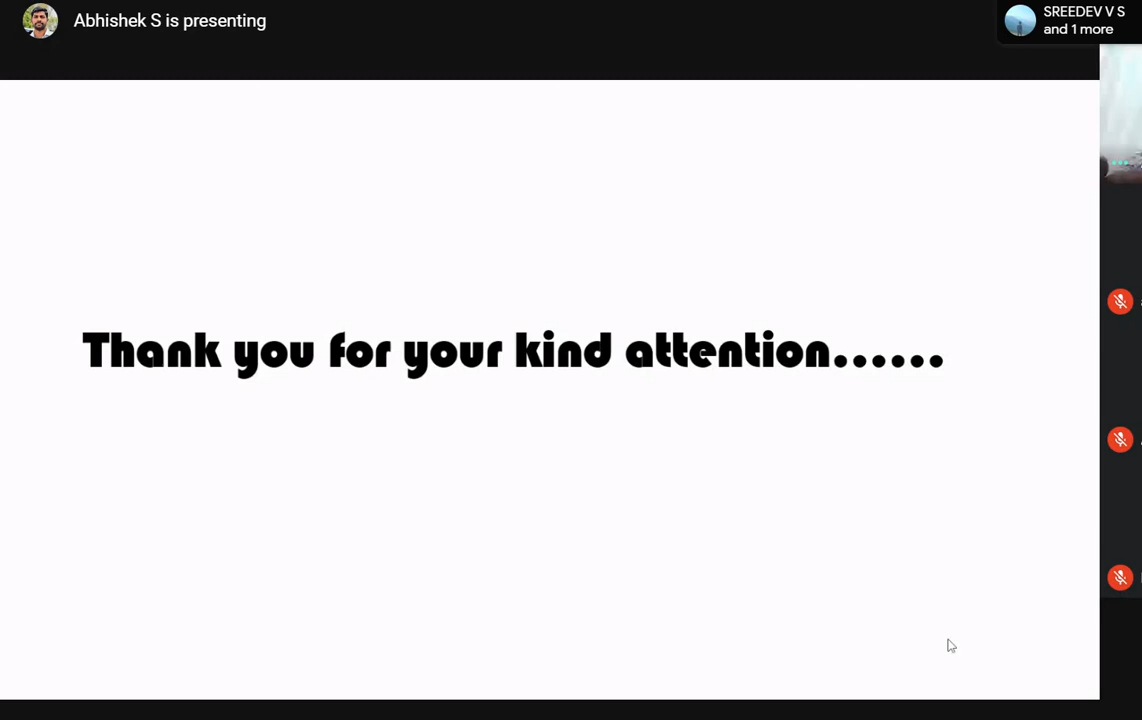 Abhishek S is presenting
SREEDEV V S
and 1 more
Thank you for your kind attention......